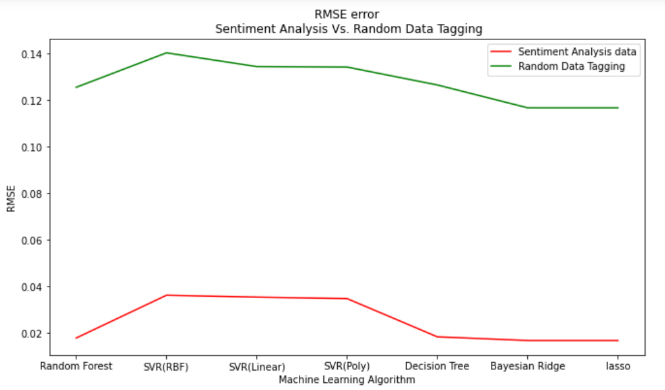 RMSE error
Sentiment Analysis Vs. Random Data Tagging
Sentiment Analysis data
Random Data Tagging
0.14
0.12
0.10
0.08
0.06
0.04
0.02
RMSE
Random Forest SVR(RBF) SVR(Linear) SVR(Poly) Decision Tree Bayesian Ridge lasso
Machine Learning Algorithm